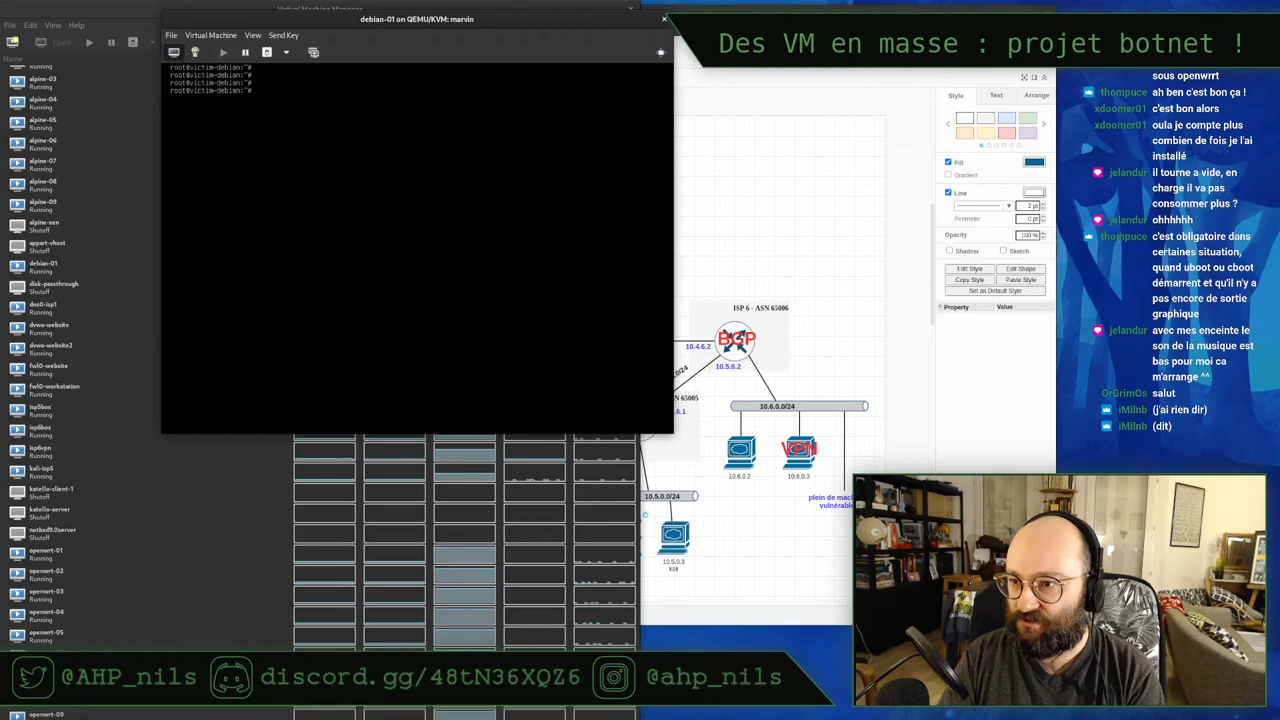 Virtual Machine Manager
File Edit View Help
Open
Name
Running
alpine-03
Running
alpine-04
Running
alpine-05
Running
alpine-06
Running
alpine-07
Running
alpine-08
Running
alpine-09
Running
alpine-xen
Shutoff
appart-vhost
Shutoff
debian-01
Running
disk-passthrough
Shutoff
dns0-isp1
Running
dvwa-website
Running
dvwa-website2
Running
fwl0-website
Running
fwl0-workstation
Running
isp5box
Running
isp6box
Running
isp6vpn
Running
kali-isp5
Running
katello-client-1
Shutoff
katello-server
Shutoff
netbsd9.0server
Shutoff
openwrt-01
Running
openwrt-02
Running
openwrt-03
Running
openwrt-04
Running
openwrt-05
Running
openwrt-09
debian-01 on QEMU/KVM: marvin
File Virtual Machine View Send Key
root@victim-debian:~#
root@victim-debian:~#
root@victim-debian:~#
root@victim-debian:~#
Des VM en masse : projet botnet !
Style Text Arrange
Fill
Gradient
Line
2 pt
Perimeter
0 pt
Opacity
100 %
Shadow Sketch
Edit Style Edit Shape
Copy Style Paste Style
Set as Default Style
Property Value
ISP 6 - ASN 65006
BGP
10.4.6.2
10.5.6.2
10.6.0.0/24
VPN
10.6.0.2
10.6.0.3
10.5.0.0/24
10.5.0.3
kali
sous openwrrt
thompuce ah ben c'est bon ça !
xdoomer01 c'est bon alors
xdoomer01 oula je compte plus
combien de fois je l'ai
installé
jelandur il tourne a vide, en
charge il va pas
consommer plus ?
jelandur ohhhhhh
thompuce c'est obligatoire dans
certaines situation,
quand uboot ou cboot
démarrent et qu'il n'y a
pas encore de sortie
graphique
jelandur avec mes enceinte le
son de la musique est
bas pour moi ca
m'arrange ^^
OrGrimOs salut
iMilnb (j'ai rien dir)
iMilnb (dit)
@AHP_nils
discord.gg/48tN36XQZ6
@ahp_nils